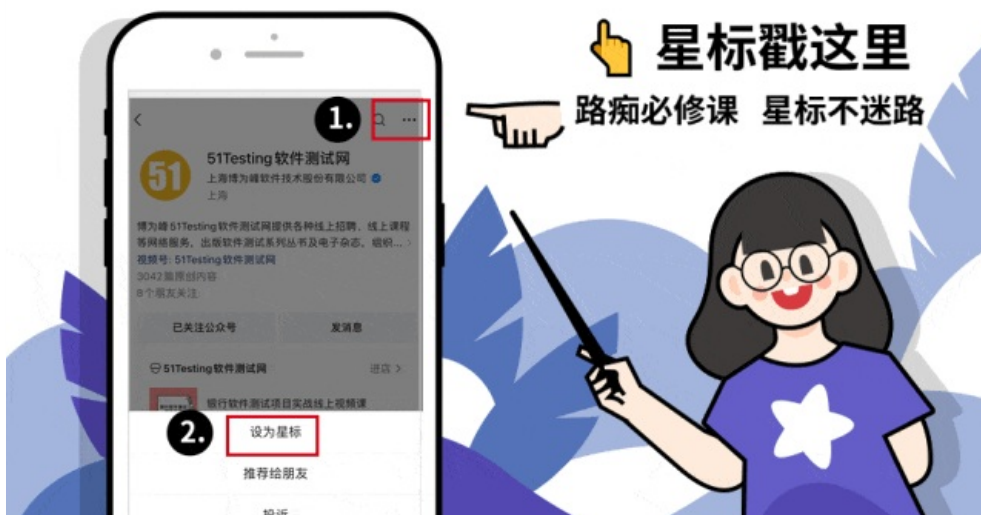 星标戳这里
路痴必修课 星标不迷路
1.
51Testing软件测试网
51
上海博为峰软件技术股份有限公司
上海
博为峰51Testing软件测试网提供各种线上招聘、线上课程
等网络服务，出版软件测试系列丛书及电子杂志、组织...
视频号: 51Testing软件测试网
3042篇原创内容
8个朋友关注
已关注公众号 发消息
51Testing软件测试网 进店
银行软件测试项目实战线上视频课
2.
设为星标
推荐给朋友
投诉